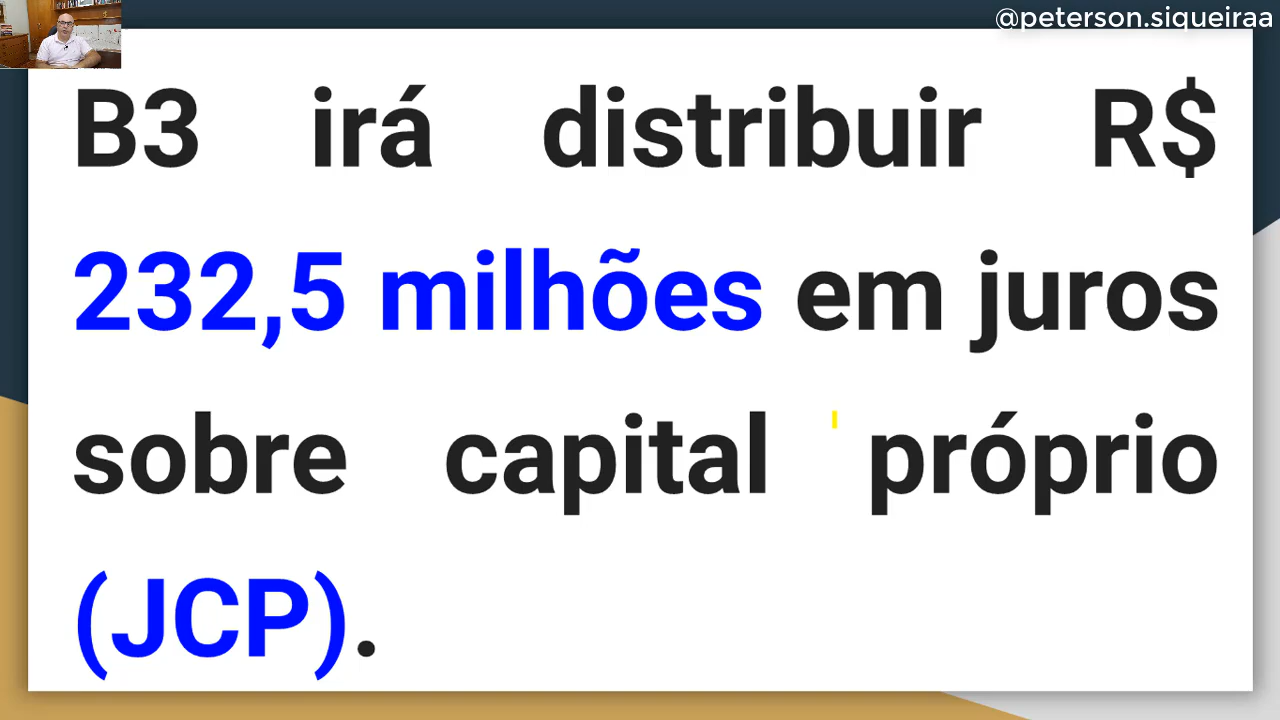 @peterson.siqueiraa
B3 irá distribuir R$
232,5 milhões em juros
sobre capital próprio
(JCP).